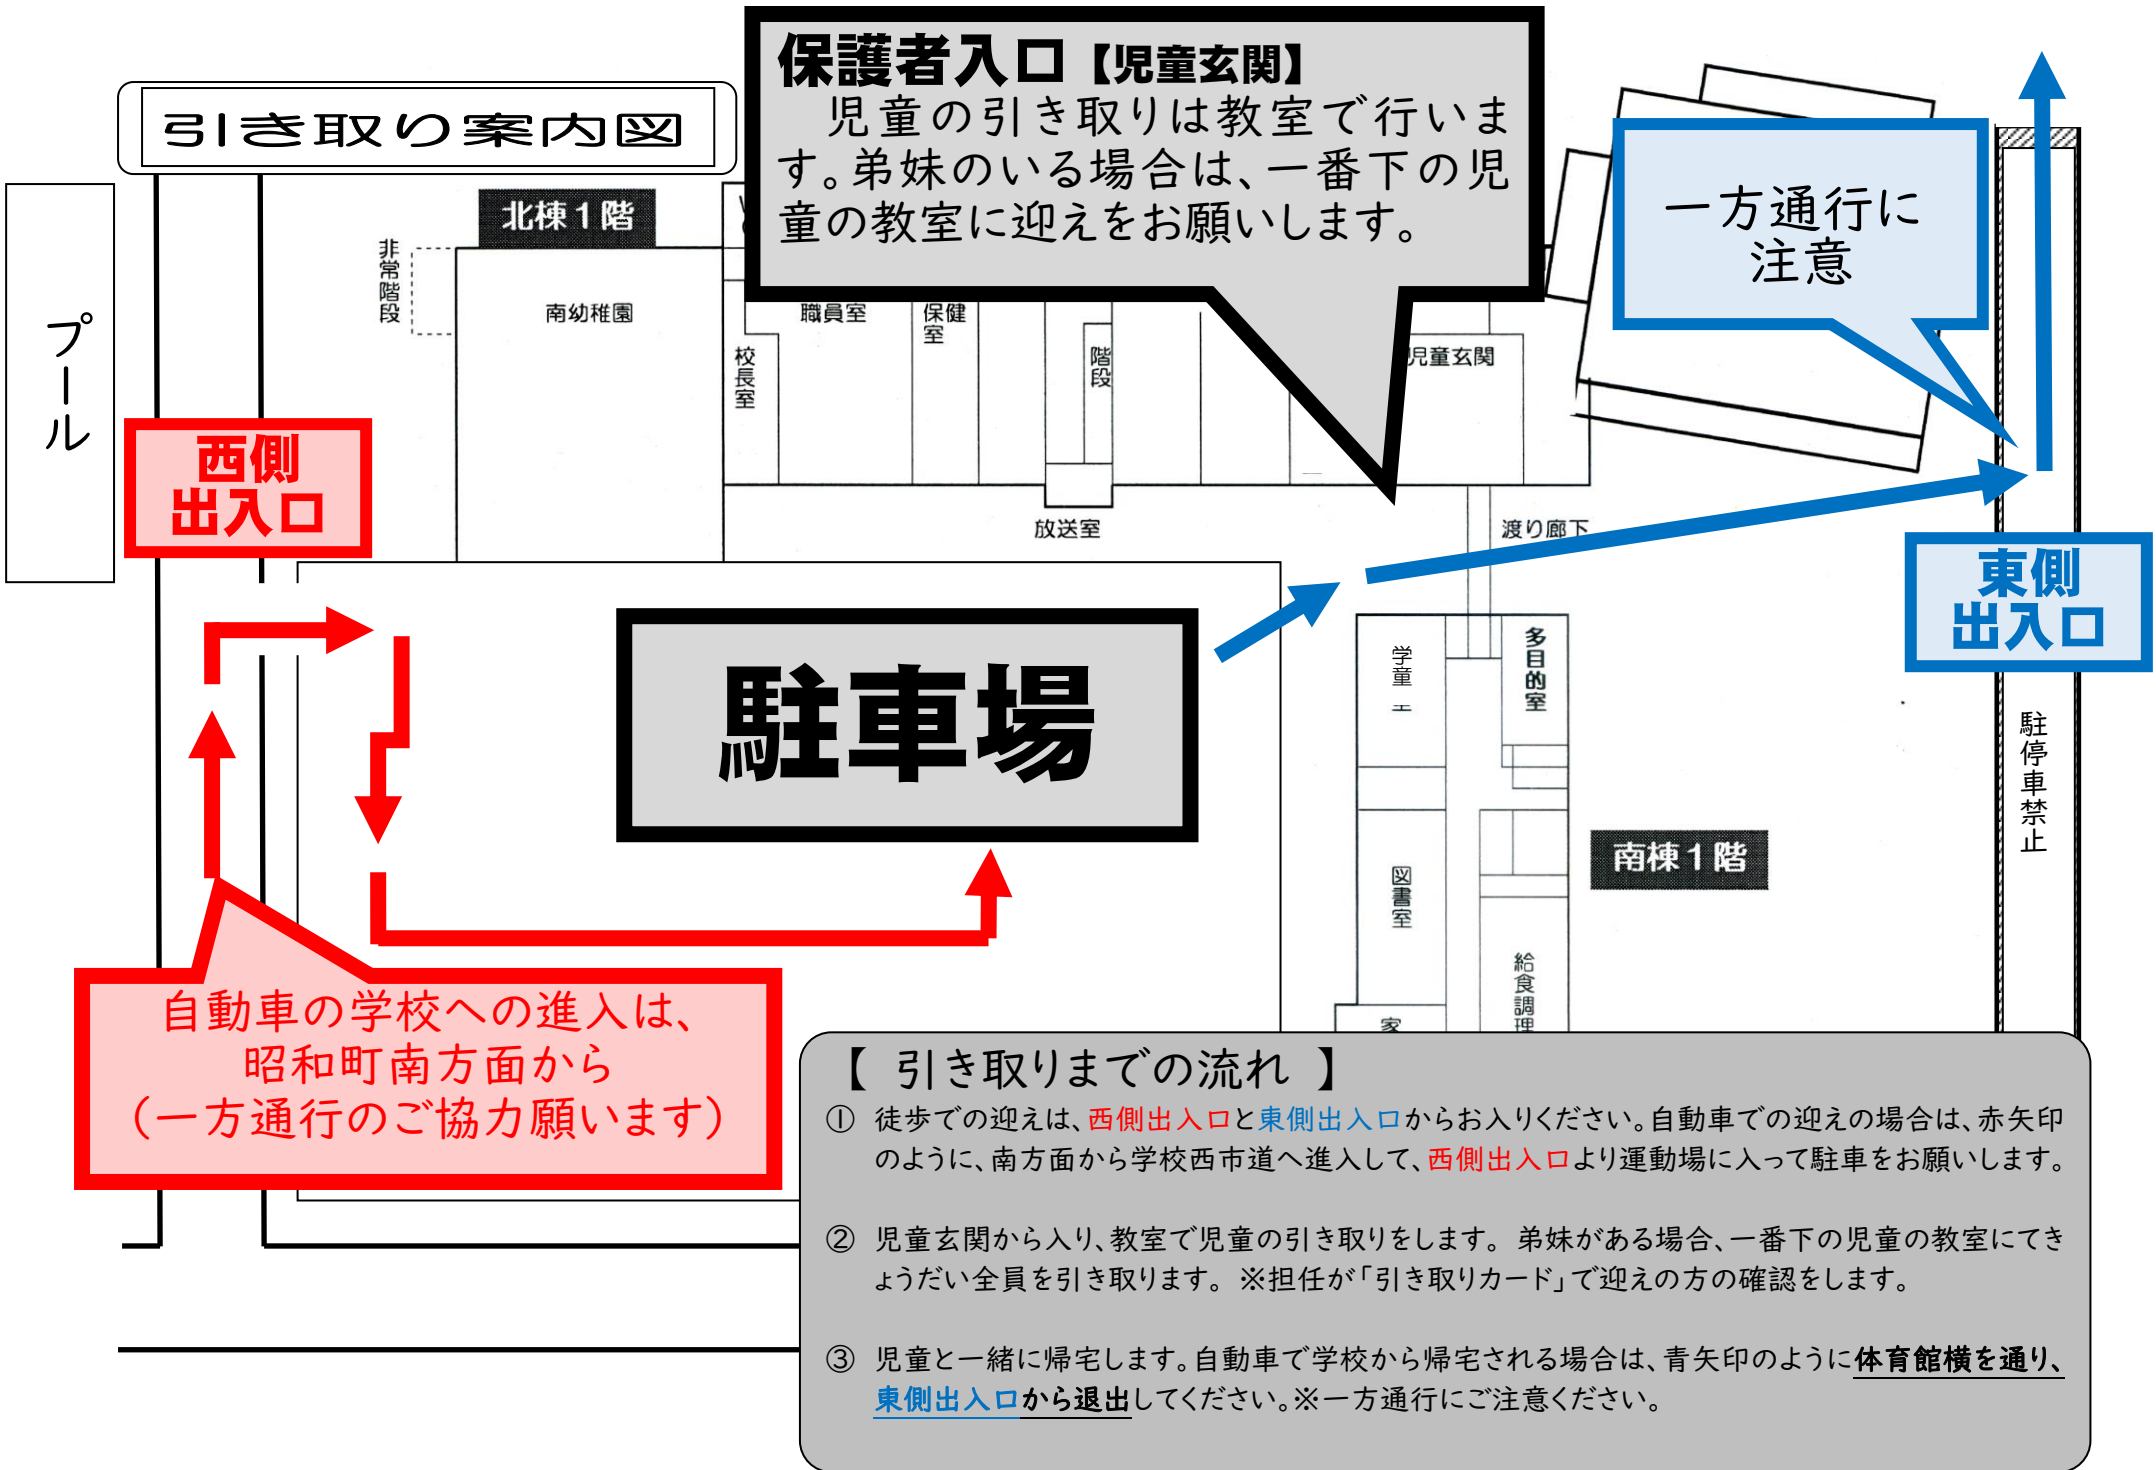 引き取り案内図
保護者入口【児童玄関】
児童の引き取りは教室で行いま
す。弟妹のいる場合は、一番下の児
童の教室に迎えをお願いします。
一方通行に
注意
プール
北棟1階
非常階段
南幼稚園
校長室
職員室
保健室
階段
児童玄関
放送室
渡り廊下
西側
出入口
東側
出入口
駐車場
学童
多目的室
図書室
南棟1階
給食調理
家
駐停車禁止
自動車の学校への進入は、
昭和町南方面から
(一方通行のご協力願います)
【 引き取りまでの流れ 】
① 徒歩での迎えは、西側出入口と東側出入口からお入りください。自動車での迎えの場合は、赤矢印
のように、南方面から学校西市道へ進入して、西側出入口より運動場に入って駐車をお願いします。
② 児童玄関から入り、教室で児童の引き取りをします。弟妹がある場合、一番下の児童の教室にてき
ょうだい全員を引き取ります。※担任が「引き取りカード」で迎えの方の確認をします。
③ 児童と一緒に帰宅します。自動車で学校から帰宅される場合は、青矢印のように体育館横を通り、
東側出入口から退出してください。※一方通行にご注意ください。